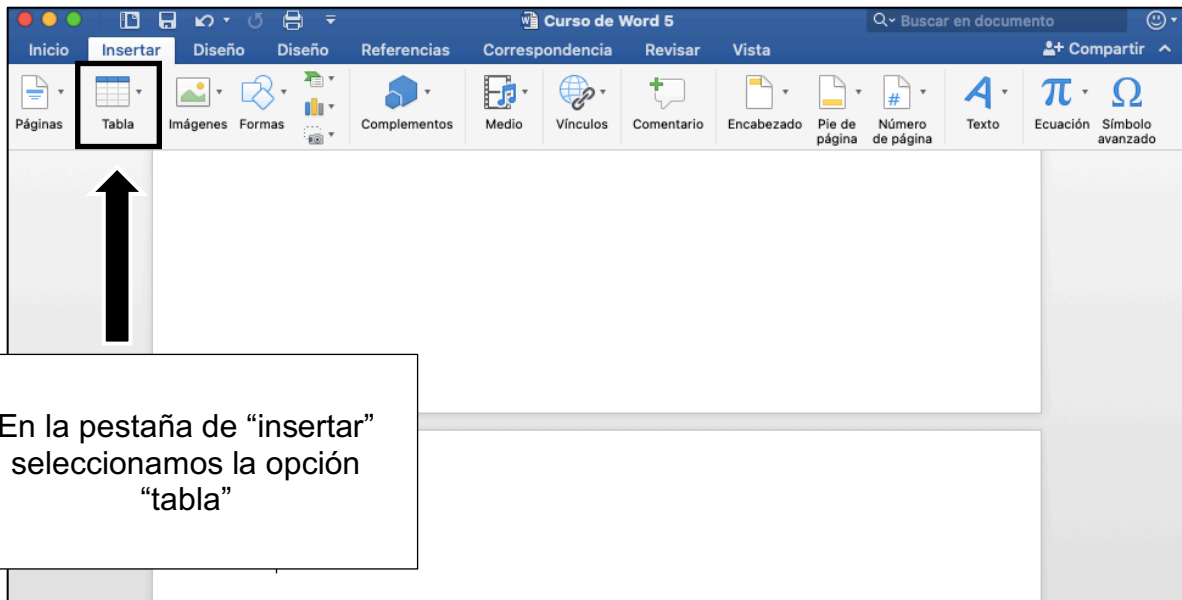 Curso de Word 5
Buscar en documento
Inicio Insertar Diseño Diseño Referencias Correspondencia Revisar Vista Compartir
Páginas Tabla Imágenes Formas Complementos Medio Vínculos Comentario Encabezado Pie de página Número de página Texto Ecuación Símbolo avanzado
En la pestaña de “insertar”
seleccionamos la opción
“tabla”